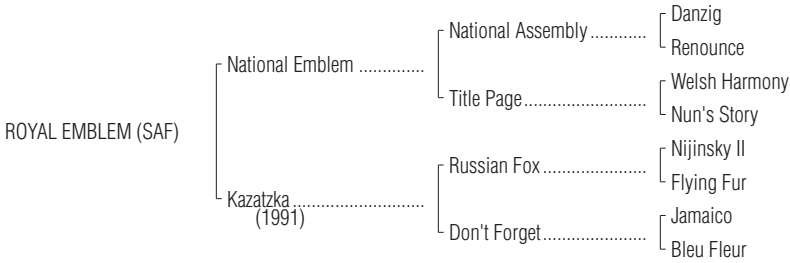 Danzig
National Assembly ............
Renounce
National Emblem ..............
Welsh Harmony
Title Page ..........................
Nun's Story
ROYAL EMBLEM (SAF)
Nijinsky II
Russian Fox ......................
Flying Fur
Kazatzka ............................
(1991)
Jamaico
Don't Forget ......................
Bleu Fleur